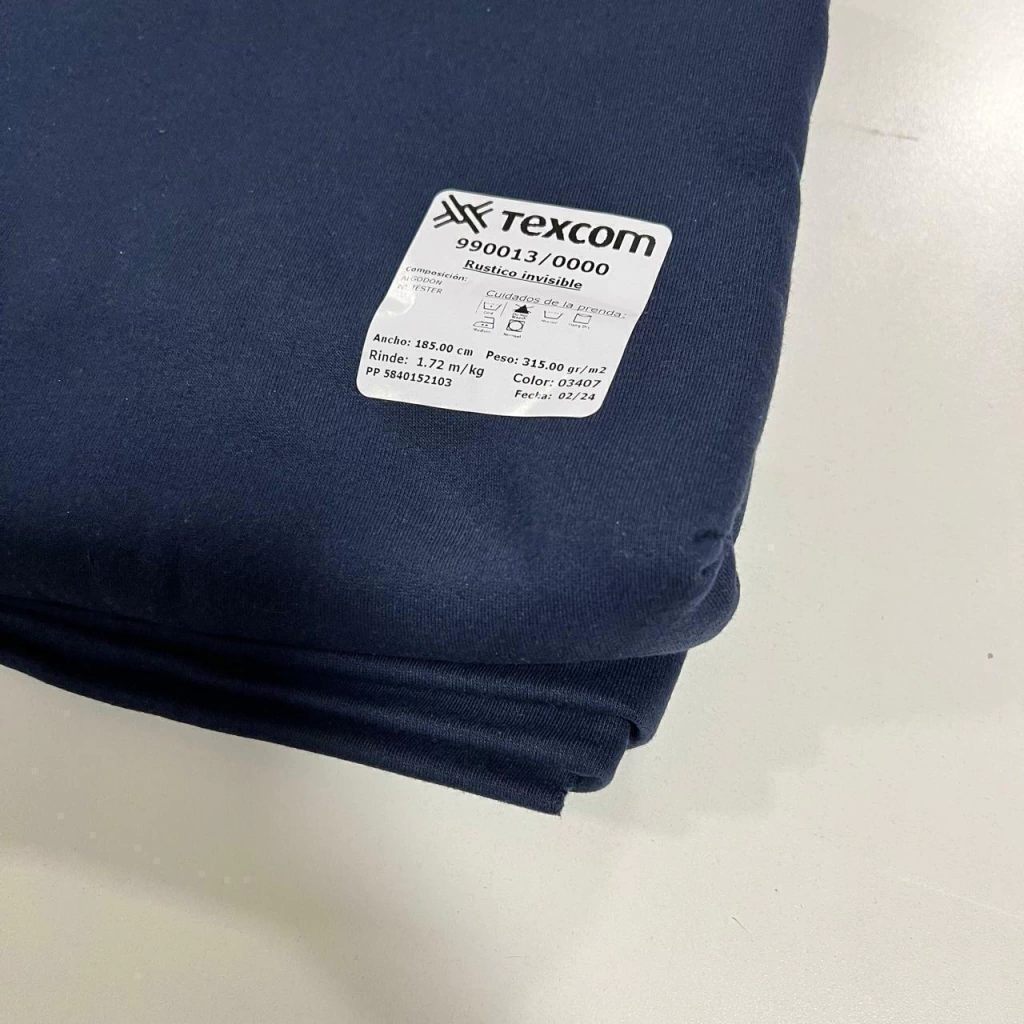 TEXCOM
990013/0000
Rustico invisible
Composición:
ALGODON
POLIESTER
Cuidados de la prenda:
Ancho: 185.00 cm Peso: 315.00 gr/m2
Rinde: 1.72 m/kg Color: 03407
PP 5840152103 Fecha: 02/24